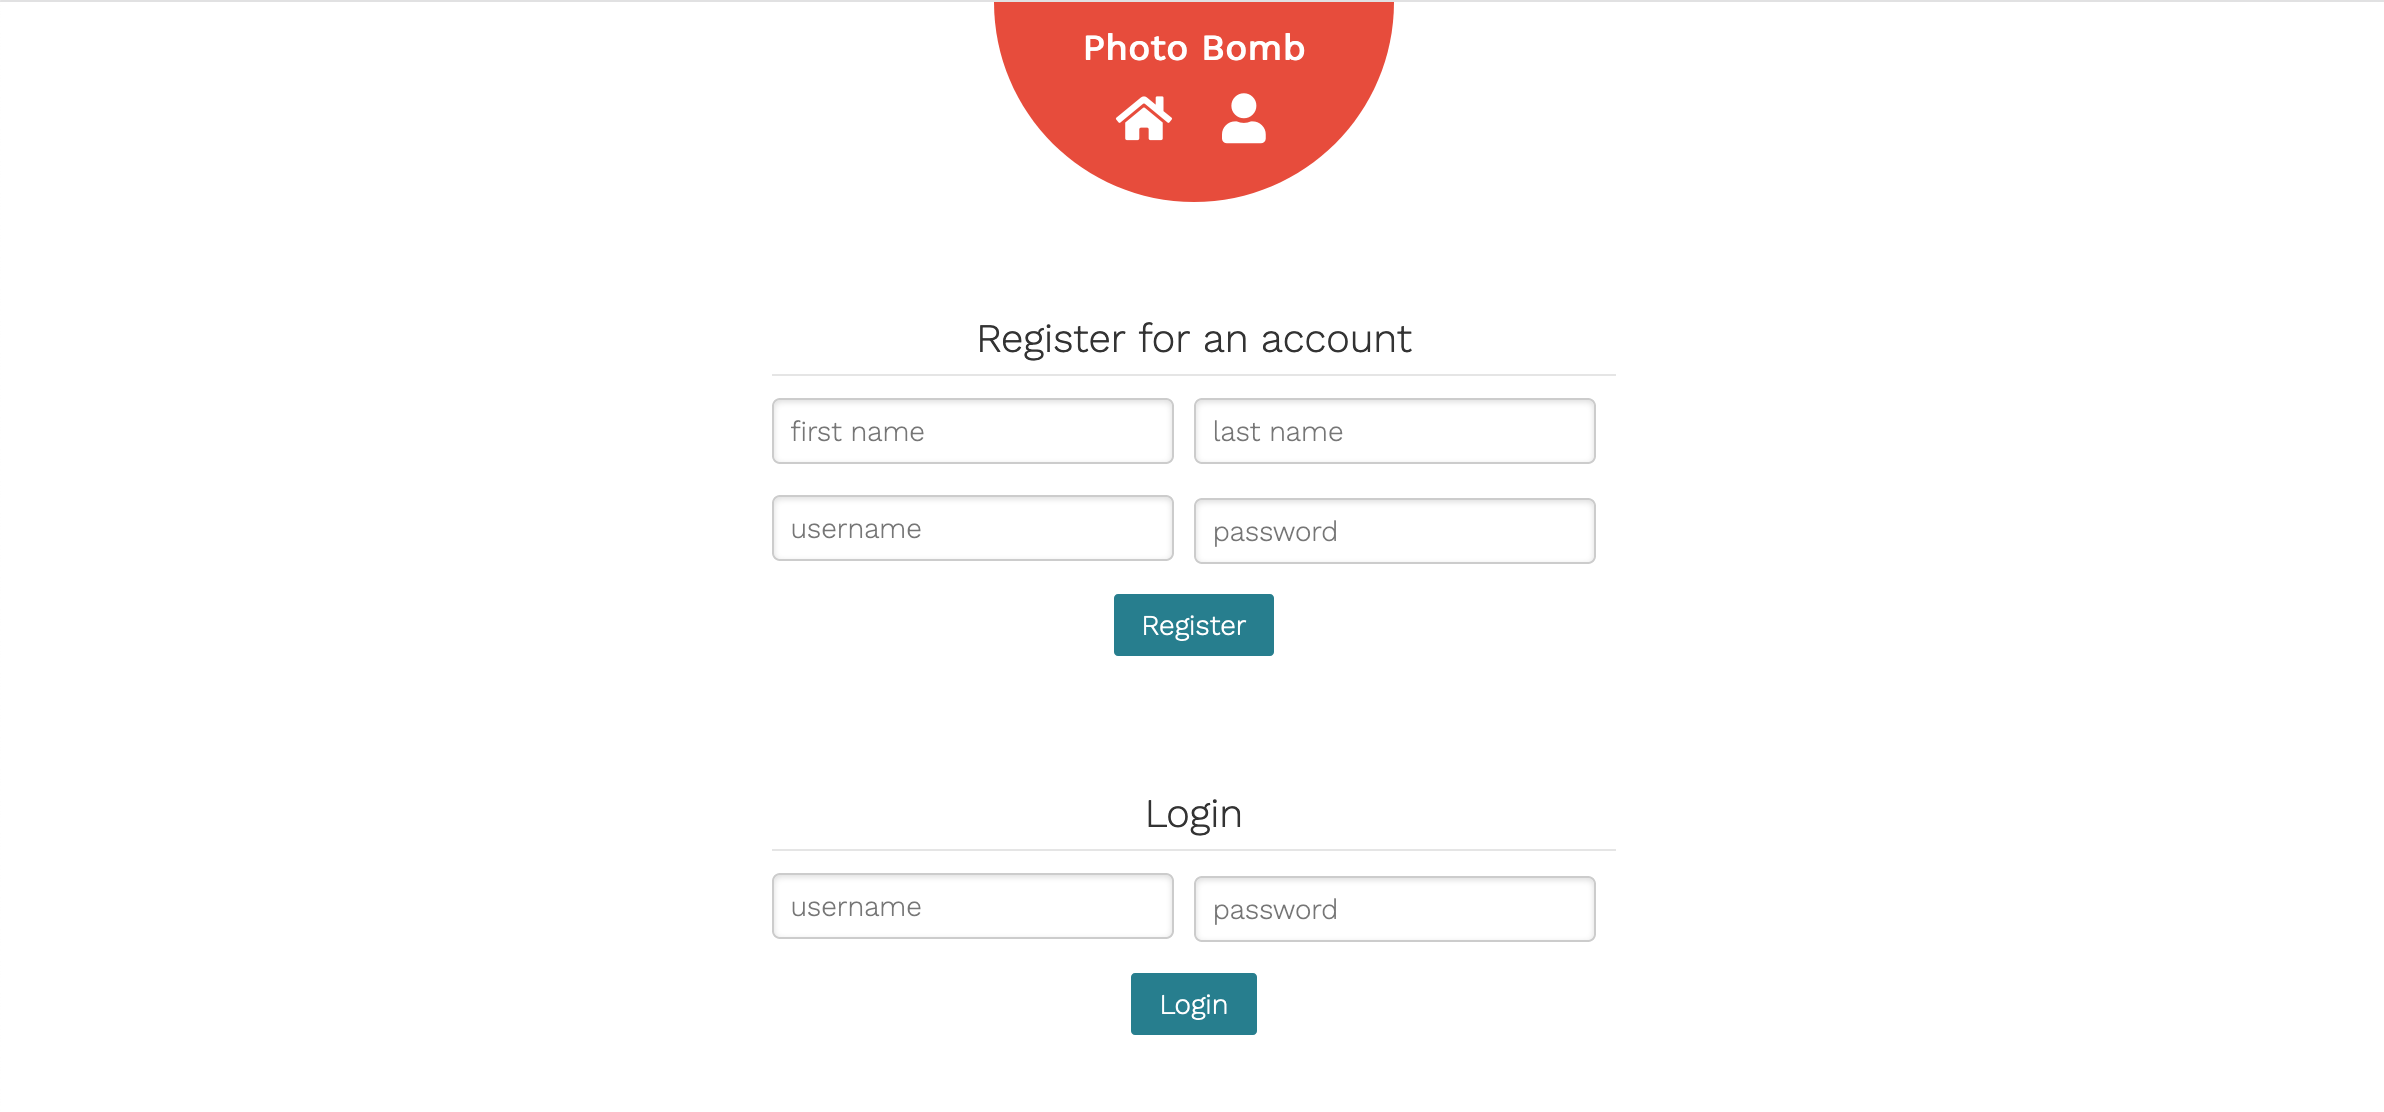 Photo Bomb
Register for an account
first name last name
username password
Register
Login
username password
Login